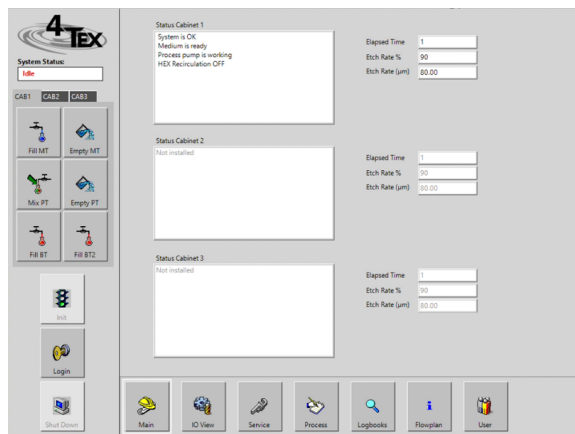 4TEX
System Status:
Idle
CAB1 CAB2 CAB3
Fill MT Empty MT
Mix PT Empty PT
Fill BT Fill BT2
Init
Login
Shut Down
Status Cabinet 1
System is OK
Medium is ready
Process pump is working
HEX Recirculation OFF
Elapsed Time 1
Etch Rate % 90
Etch Rate (µm) 80.00
Status Cabinet 2
Not installed
Elapsed Time 1
Etch Rate % 90
Etch Rate (µm) 80.00
Status Cabinet 3
Not installed
Elapsed Time 1
Etch Rate % 90
Etch Rate (µm) 80.00
Main IO View Service Process Logbooks Flowplan User